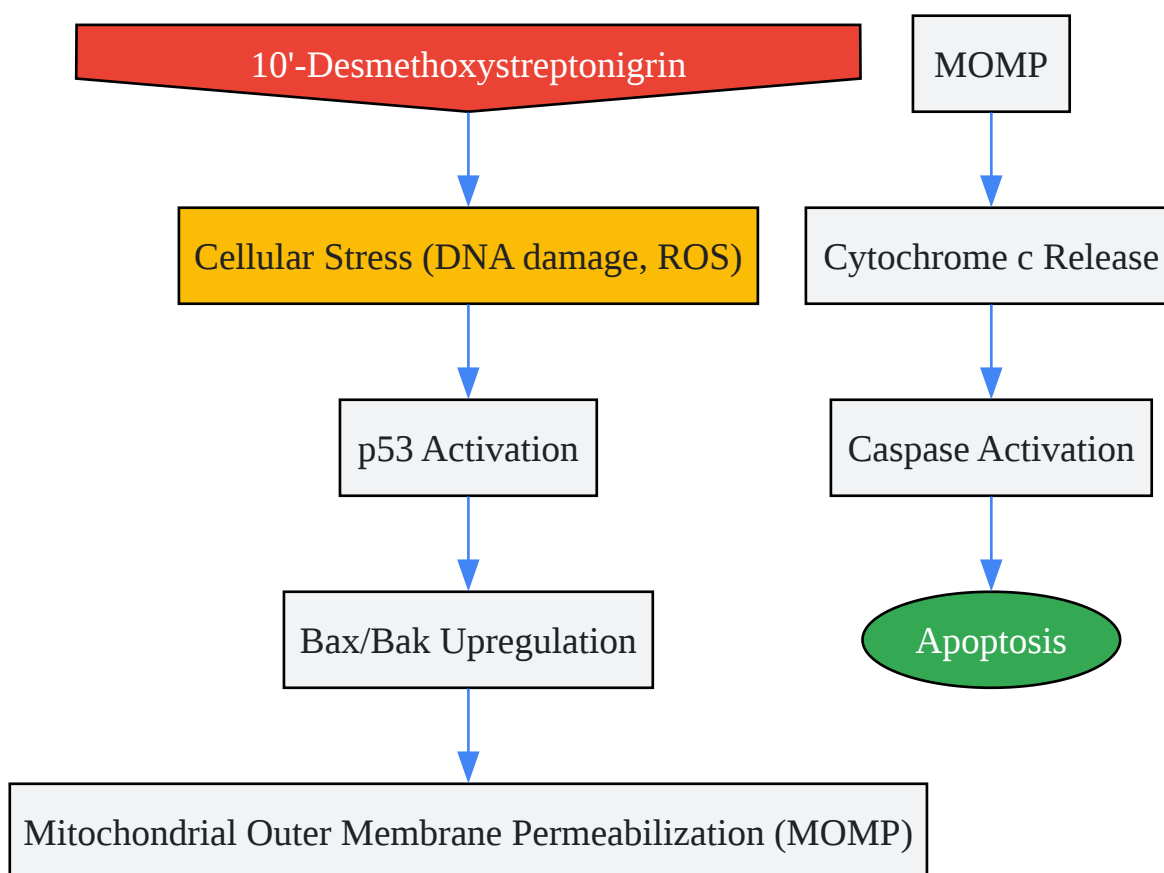 10'-Desmethoxystreptonigrin
Cellular Stress (DNA damage, ROS)
p53 Activation
Bax/Bak Upregulation
Mitochondrial Outer Membrane Permeabilization (MOMP)
MOMP
Cytochrome c Release
Caspase Activation
Apoptosis